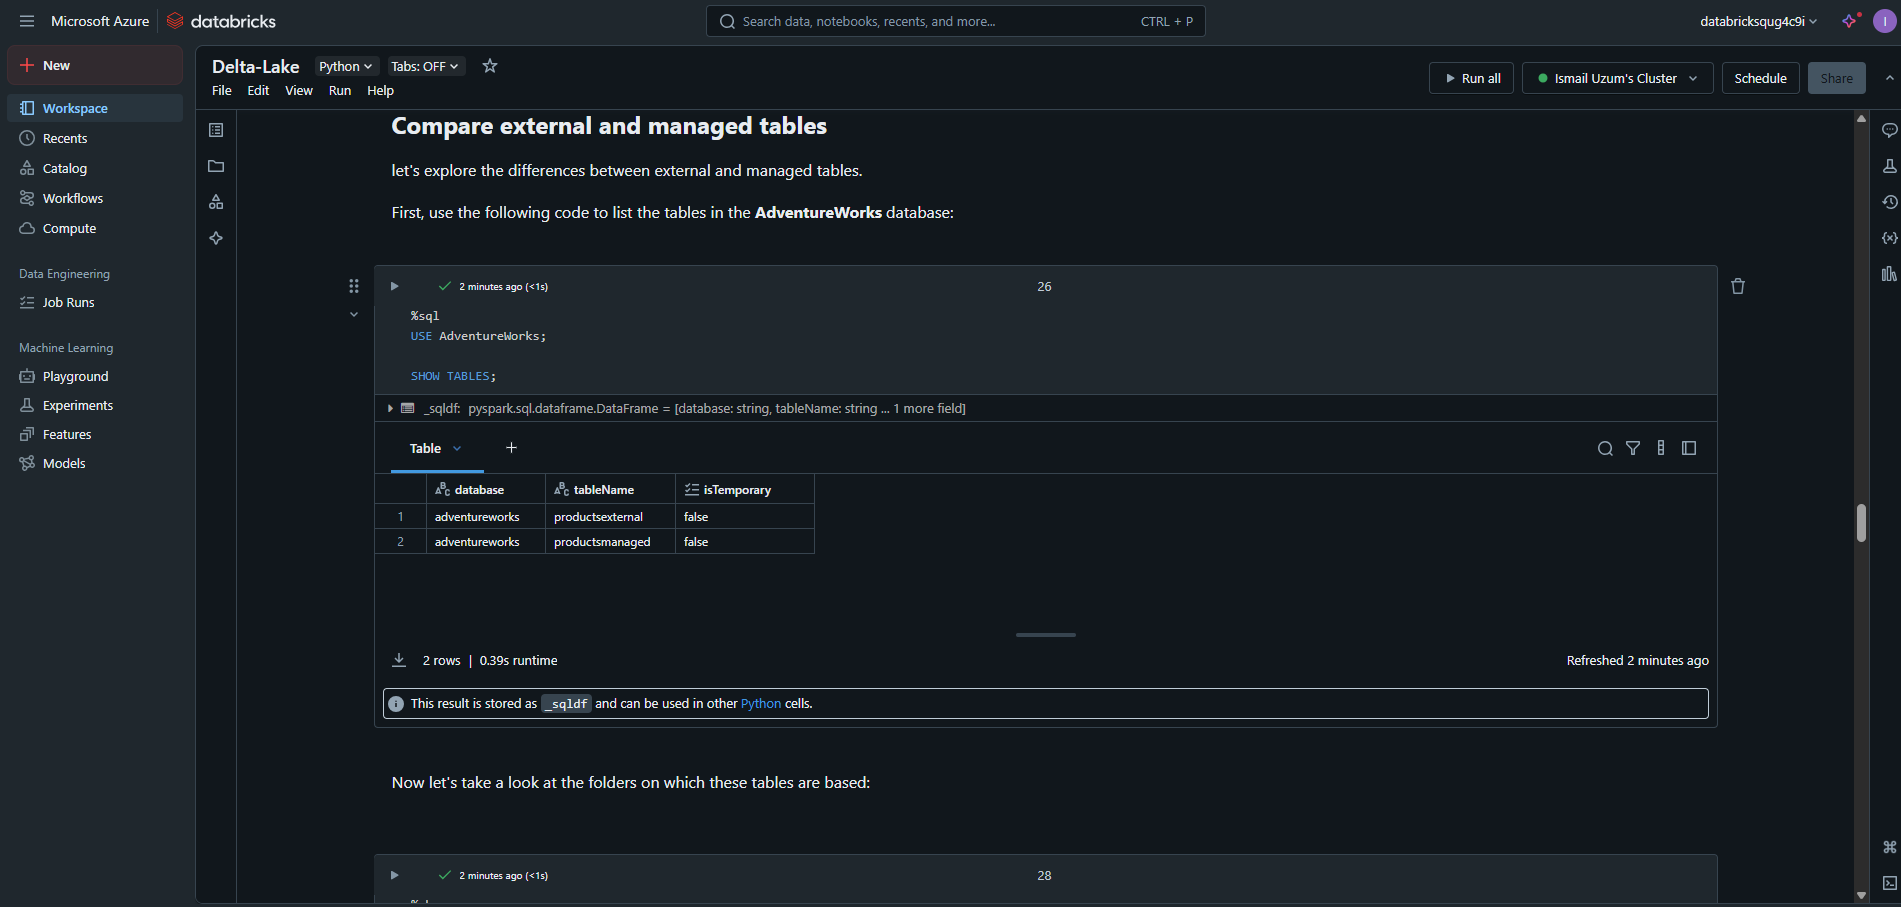 Microsoft Azure databricks
Search data, notebooks, recents, and more... CTRL + P
databricksqug4c9i
I
New
Workspace
Recents
Catalog
Workflows
Compute
Data Engineering
Job Runs
Machine Learning
Playground
Experiments
Features
Models
Delta-Lake Python Tabs: OFF
File Edit View Run Help
Run all Ismail Uzum's Cluster Schedule Share
Compare external and managed tables
let's explore the differences between external and managed tables.
First, use the following code to list the tables in the AdventureWorks database:
2 minutes ago (<1s) 26
%sql
USE AdventureWorks;
SHOW TABLES;
_sqldf: pyspark.sql.dataframe.DataFrame = [database: string, tableName: string ... 1 more field]
Table +
ABC database ABC tableName isTemporary
1 adventureworks productsexternal false
2 adventureworks productsmanaged false
2 rows | 0.39s runtime Refreshed 2 minutes ago
This result is stored as _sqldf and can be used in other Python cells.
Now let's take a look at the folders on which these tables are based:
2 minutes ago (<1s) 28